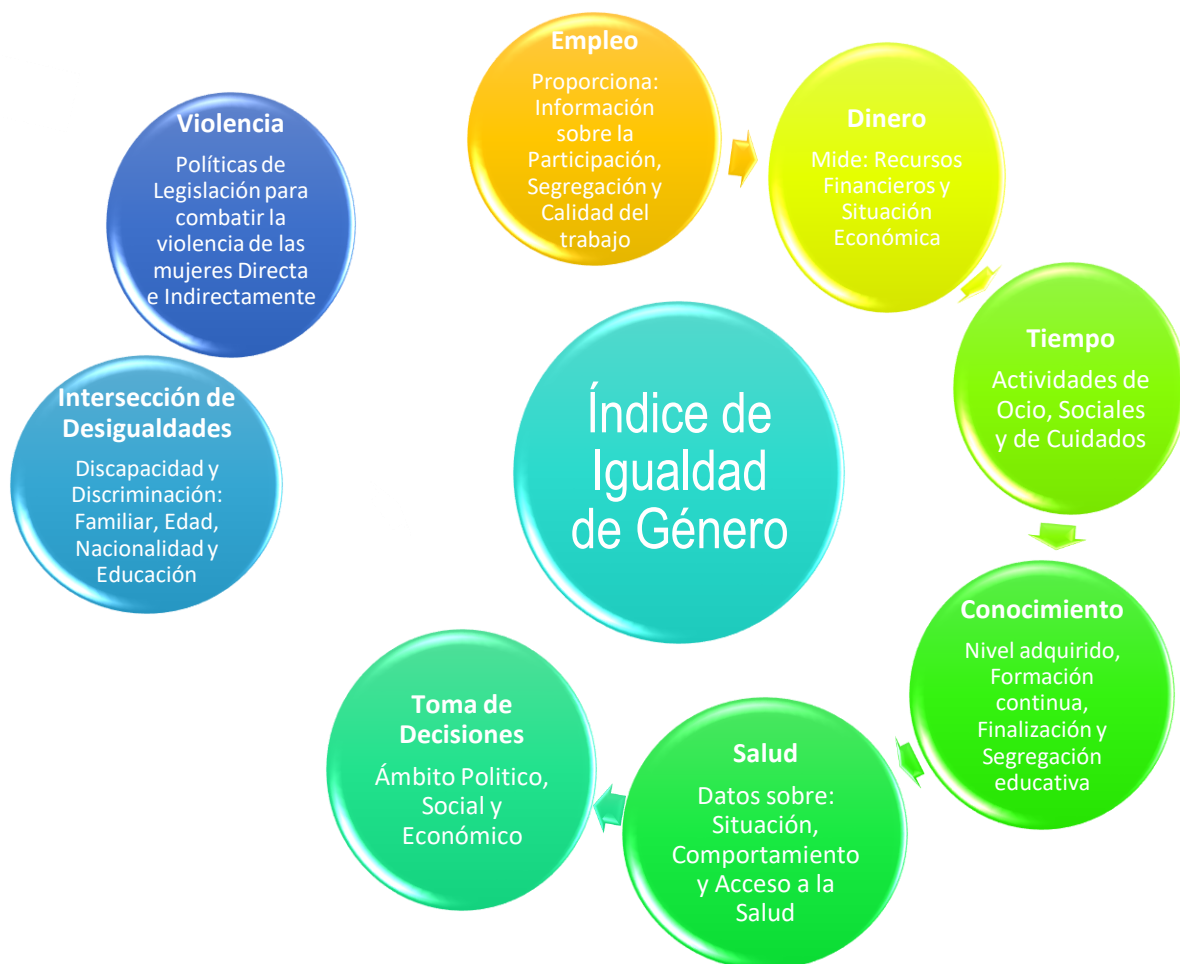 Empleo
Proporciona:
Información
sobre la
Participación,
Segregación y
Calidad del
trabajo
Dinero
Mide: Recursos
Financieros y
Situación
Económica
Tiempo
Actividades de
Ocio, Sociales
y de Cuidados
Conocimiento
Nivel adquirido,
Formación
continua,
Finalización y
Segregación
educativa
Salud
Datos sobre:
Situación,
Comportamiento
y Acceso a la
Salud
Toma de
Decisiones
Ámbito Politico,
Social y
Económico
Intersección de
Desigualdades
Discapacidad y
Discriminación:
Familiar, Edad,
Nacionalidad y
Educación
Violencia
Políticas de
Legislación para
combatir la
violencia de las
mujeres Directa
e Indirectamente
Índice de
Igualdad
de Género